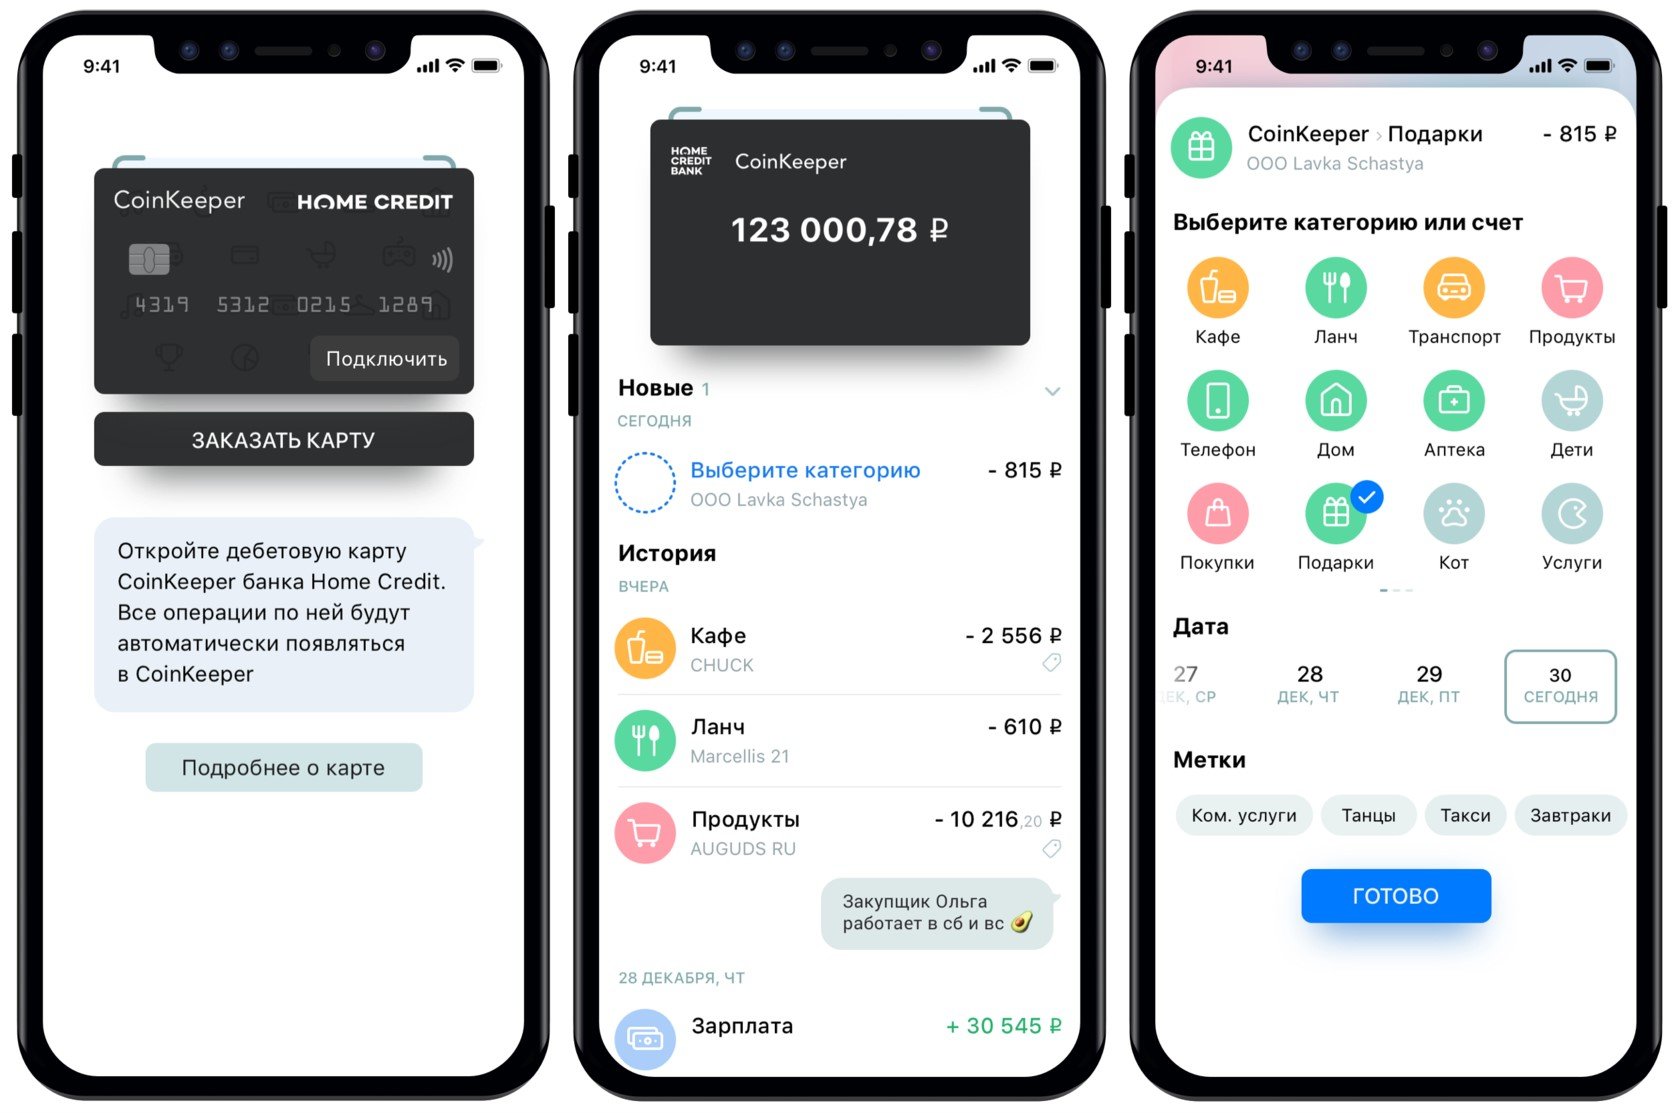 9:41
CoinKeeper HOME CREDIT
4319 5312 0215 1289
Подключить
ЗАКАЗАТЬ КАРТУ
Откройте дебетовую карту
CoinKeeper банка Home Credit.
Все операции по ней будут
автоматически появляться
в CoinKeeper
Подробнее о карте
9:41
HOME
CREDIT
BANK
CoinKeeper
123 000,78 ₽
Новые 1
СЕГОДНЯ
Выберите категорию - 815 ₽
OOO Lavka Schastya
История
ВЧЕРА
Кафе - 2 556 ₽
CHUCK
Ланч - 610 ₽
Marcellis 21
Продукты - 10 216,20 ₽
AUGUDS RU
Закупщик Ольга
работает в сб и вс 🥑
28 ДЕКАБРЯ, ЧТ
Зарплата + 30 545 ₽
9:41
CoinKeeper › Подарки - 815 ₽
OOO Lavka Schastya
Выберите категорию или счет
Кафе Ланч Транспорт Продукты
Телефон Дом Аптека Дети
Покупки Подарки Кот Услуги
Дата
27 28 29 30
ЕК, СР ДЕК, ЧТ ДЕК, ПТ СЕГОДНЯ
Метки
Ком. услуги Танцы Такси Завтраки
ГОТОВО